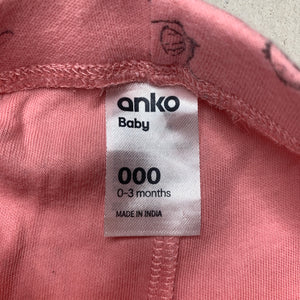 anko
Baby
000
0-3 months
MADE IN INDIA